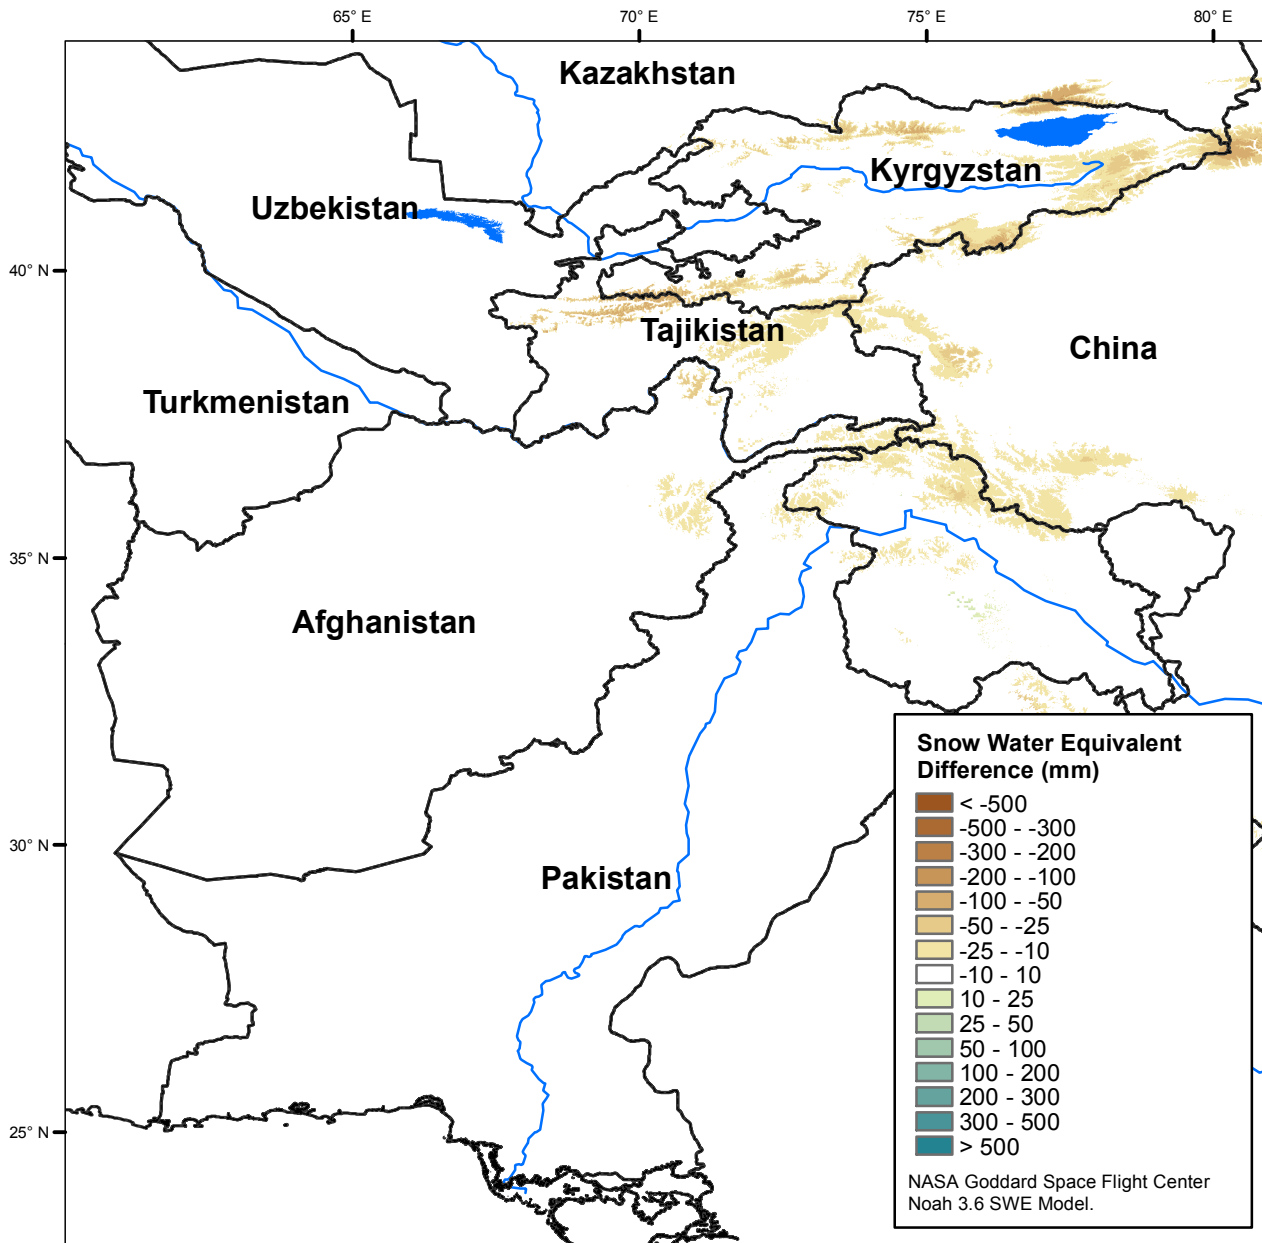 65° E
70° E
75° E
80° E
Kazakhstan
Kyrgyzstan
Uzbekistan
40° N
Tajikistan
China
Turkmenistan
35° N
Afghanistan
30° N
Pakistan
25° N
Snow Water Equivalent
Difference (mm)
< -500
-500 - -300
-300 - -200
-200 - -100
-100 - -50
-50 - -25
-25 - -10
-10 - 10
10 - 25
25 - 50
50 - 100
100 - 200
200 - 300
300 - 500
> 500
NASA Goddard Space Flight Center
Noah 3.6 SWE Model.